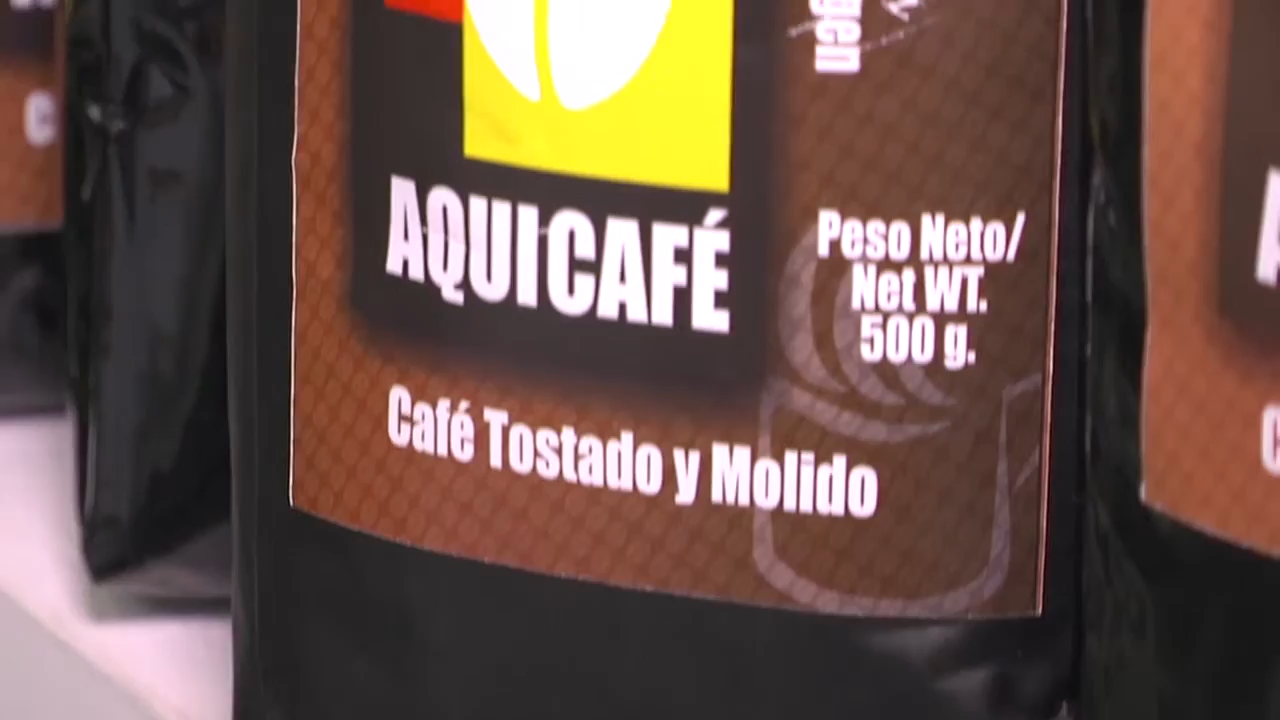 AQUICAFÉ
Peso Neto/
Net WT.
500 g.
Café Tostado y Molido